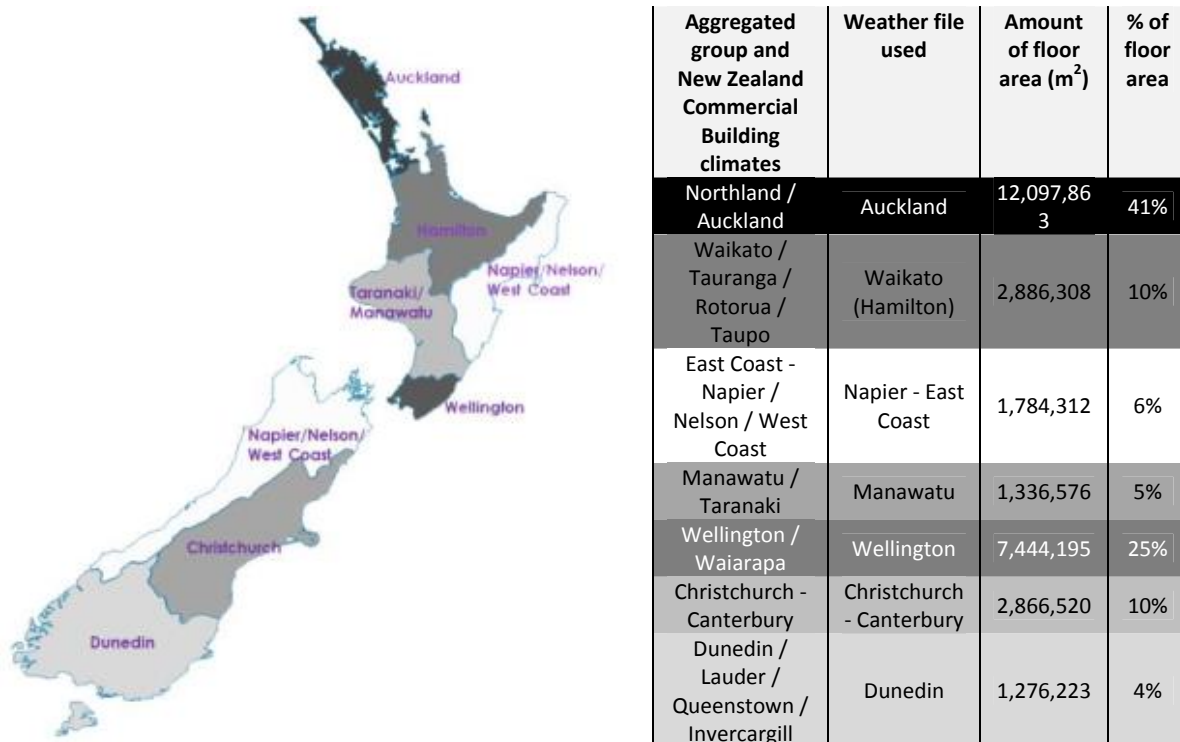 Auckland
Hamilton
Napier/Nelson/
West Coast
Taranaki/
Manawatu
Wellington
Napier/Nelson/
West Coast
Christchurch
Dunedin
Aggregated
group and
New Zealand
Commercial
Building
climates
Weather file
used
Amount
of floor
area (m²)
% of
floor
area
Northland /
Auckland
Auckland
12,097,86
3
41%
Waikato /
Tauranga /
Rotorua /
Taupo
Waikato
(Hamilton)
2,886,308
10%
East Coast -
Napier /
Nelson / West
Coast
Napier - East
Coast
1,784,312
6%
Manawatu /
Taranaki
Manawatu
1,336,576
5%
Wellington /
Waiarapa
Wellington
7,444,195
25%
Christchurch -
Canterbury
Christchurch
- Canterbury
2,866,520
10%
Dunedin /
Lauder /
Queenstown /
Invercargill
Dunedin
1,276,223
4%